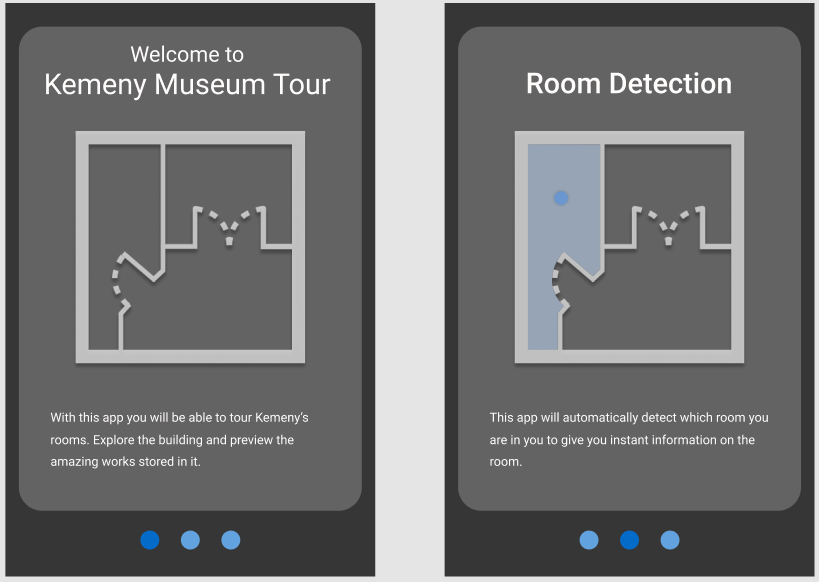 Welcome to
Kemeny Museum Tour
With this app you will be able to tour Kemeny's
rooms. Explore the building and preview the
amazing works stored in it.
Room Detection
This app will automatically detect which room you
are in you to give you instant information on the
room.